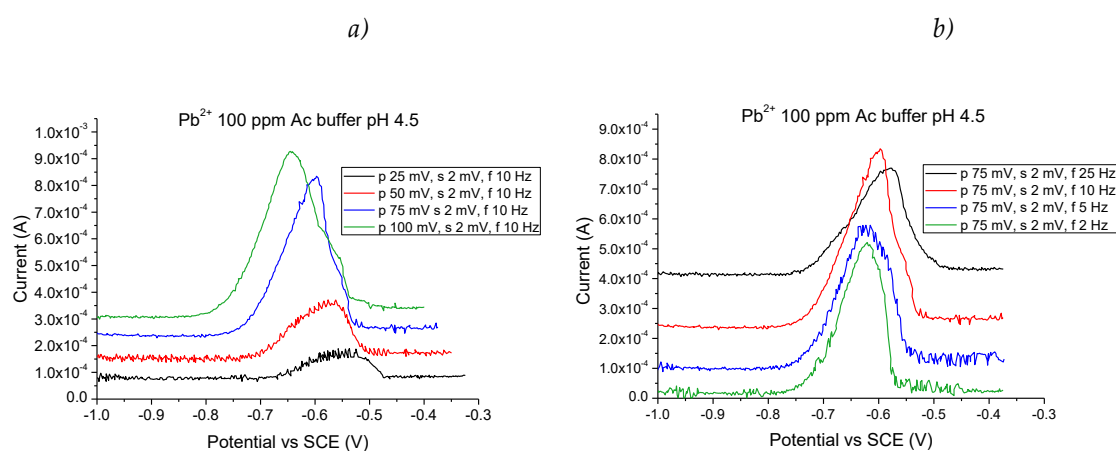 a)
Pb²⁺ 100 ppm Ac buffer pH 4.5
1.0x10⁻³
9.0x10⁻⁴
8.0x10⁻⁴
7.0x10⁻⁴
6.0x10⁻⁴
5.0x10⁻⁴
4.0x10⁻⁴
3.0x10⁻⁴
2.0x10⁻⁴
1.0x10⁻⁴
0.0
Current (A)
p 25 mV, s 2 mV, f 10 Hz
p 50 mV, s 2 mV, f 10 Hz
p 75 mV s 2 mV, f 10 Hz
p 100 mV, s 2 mV, f 10 Hz
-1.0 -0.9 -0.8 -0.7 -0.6 -0.5 -0.4 -0.3
Potential vs SCE (V)
b)
Pb²⁺ 100 ppm Ac buffer pH 4.5
9.0x10⁻⁴
8.0x10⁻⁴
7.0x10⁻⁴
6.0x10⁻⁴
5.0x10⁻⁴
4.0x10⁻⁴
3.0x10⁻⁴
2.0x10⁻⁴
1.0x10⁻⁴
0.0
Current (A)
p 75 mV, s 2 mV, f 25 Hz
p 75 mV, s 2 mV, f 10 Hz
p 75 mV, s 2 mV, f 5 Hz
p 75 mV, s 2 mV, f 2 Hz
-1.0 -0.9 -0.8 -0.7 -0.6 -0.5 -0.4 -0.3
Potential vs SCE (V)